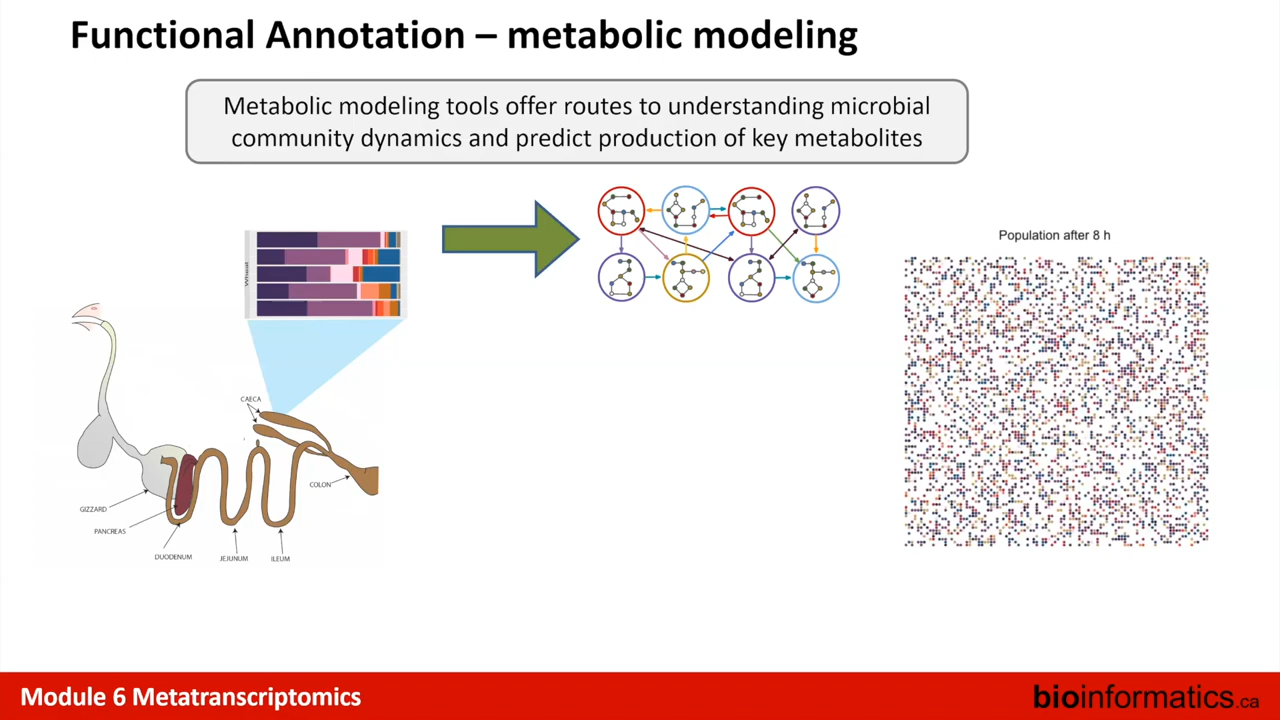 Functional Annotation – metabolic modeling
Metabolic modeling tools offer routes to understanding microbial
community dynamics and predict production of key metabolites
Wheat
Population after 8 h
CAECA
COLON
GIZZARD
PANCREAS
DUODENUM
JEJUNUM
ILEUM
Module 6 Metatranscriptomics
bioinformatics.ca